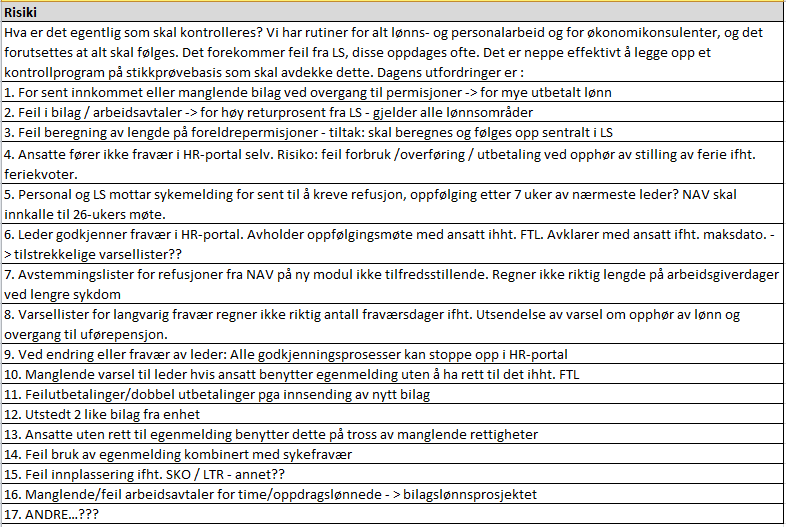 Risiki
Hva er det egentlig som skal kontrolleres? Vi har rutiner for alt lønns- og personalarbeid og for økonomikonsulenter, og det
forutsettes at alt skal følges. Det forekommer feil fra LS, disse oppdages ofte. Det er neppe effektivt å legge opp et
kontrollprogram på stikkprøvebasis som skal avdekke dette. Dagens utfordringer er :
1. For sent innkommet eller manglende bilag ved overgang til permisjoner -> for mye utbetalt lønn
2. Feil i bilag / arbeidsavtaler -> for høy returprosent fra LS - gjelder alle lønnsområder
3. Feil beregning av lengde på foreldrepermisjoner - tiltak: skal beregnes og følges opp sentralt i LS
4. Ansatte fører ikke fravær i HR-portal selv. Risiko: feil forbruk /overføring / utbetaling ved opphør av stilling av ferie ifht.
feriekvoter.
5. Personal og LS mottar sykemelding for sent til å kreve refusjon, oppfølging etter 7 uker av nærmeste leder? NAV skal
innkalle til 26-ukers møte.
6. Leder godkjenner fravær i HR-portal. Avholder oppfølgingsmøte med ansatt ihht. FTL. Avklarer med ansatt ifht. maksdato. -
> tilstrekkelige varsellister??
7. Avstemmingslister for refusjoner fra NAV på ny modul ikke tilfredsstillende. Regner ikke riktig lengde på arbeidsgiverdager
ved lengre sykdom
8. Varsellister for langvarig fravær regner ikke riktig antall fraværsdager ifht. Utsendelse av varsel om opphør av lønn og
overgang til uførepensjon.
9. Ved endring eller fravær av leder: Alle godkjenningsprosesser kan stoppe opp i HR-portal
10. Manglende varsel til leder hvis ansatt benytter egenmelding uten å ha rett til det ihht. FTL
11. Feilutbetalinger/dobbel utbetalinger pga innsending av nytt bilag
12. Utstedt 2 like bilag fra enhet
13. Ansatte uten rett til egenmelding benytter dette på tross av manglende rettigheter
14. Feil bruk av egenmelding kombinert med sykefravær
15. Feil innplassering ifht. SKO / LTR - annet??
16. Manglende/feil arbeidsavtaler for time/oppdragslønnede - > bilagslønnsprosjektet
17. ANDRE...???